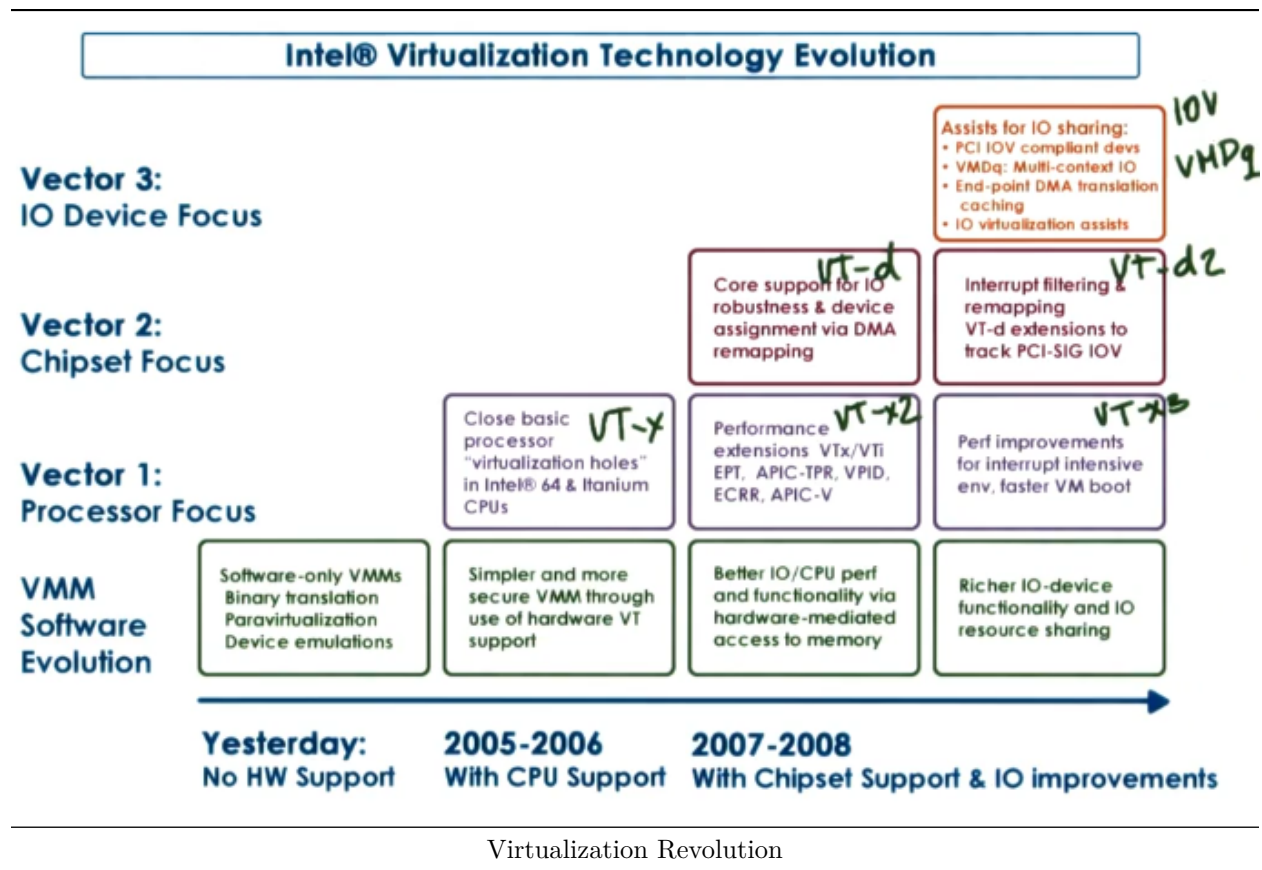 Intel® Virtualization Technology Evolution
Vector 3:
IO Device Focus
Assists for IO sharing:
• PCI IOV compliant devs
• VMDq: Multi-context IO
• End-point DMA translation
caching
• IO virtualization assists
IOV
VMDq
Vector 2:
Chipset Focus
VT-d
Core support for IO
robustness & device
assignment via DMA
remapping
VT-d2
Interrupt filtering &
remapping
VT-d extensions to
track PCI-SIG IOV
Vector 1:
Processor Focus
Close basic
processor
"virtualization holes"
in Intel® 64 & Itanium
CPUs
VT-x
Performance
extensions VTx/VTi
EPT, APIC-TPR, VPID,
ECRR, APIC-V
VT-x2
Perf improvements
for interrupt intensive
env, faster VM boot
VT-x3
VMM
Software
Evolution
Software-only VMMs
Binary translation
Paravirtualization
Device emulations
Simpler and more
secure VMM through
use of hardware VT
support
Better IO/CPU perf
and functionality via
hardware-mediated
access to memory
Richer IO-device
functionality and IO
resource sharing
Yesterday:
No HW Support
2005-2006
With CPU Support
2007-2008
With Chipset Support & IO improvements
Virtualization Revolution